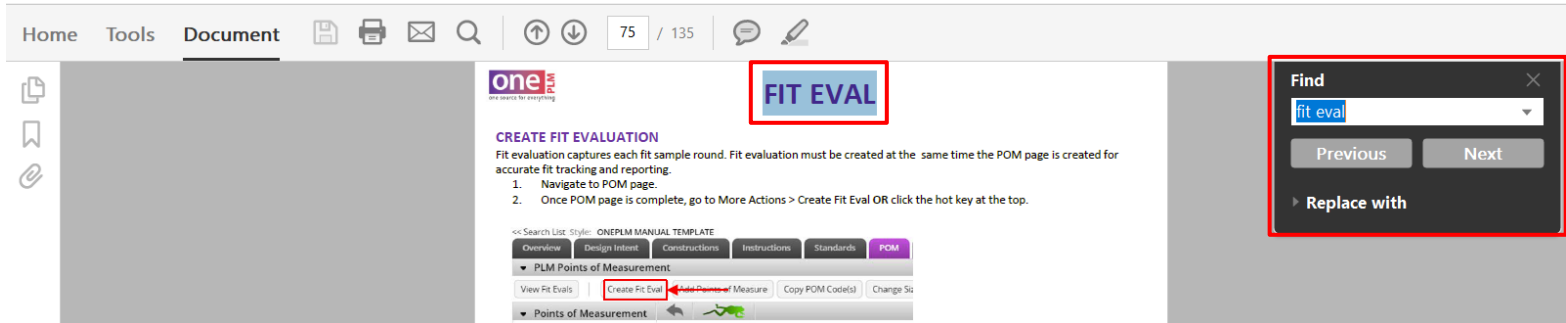 Home Tools Document 75 / 135
one PLM
one source for everything
FIT EVAL
CREATE FIT EVALUATION
Fit evaluation captures each fit sample round. Fit evaluation must be created at the same time the POM page is created for
accurate fit tracking and reporting.
1. Navigate to POM page.
2. Once POM page is complete, go to More Actions > Create Fit Eval OR click the hot key at the top.
<< Search List Style: ONEPLM MANUAL TEMPLATE
Overview Design Intent Constructions Instructions Standards POM
PLM Points of Measurement
View Fit Evals Create Fit Eval Add Points of Measure Copy POM Code(s) Change Siz
Points of Measurement
Find
fit eval
Previous Next
Replace with